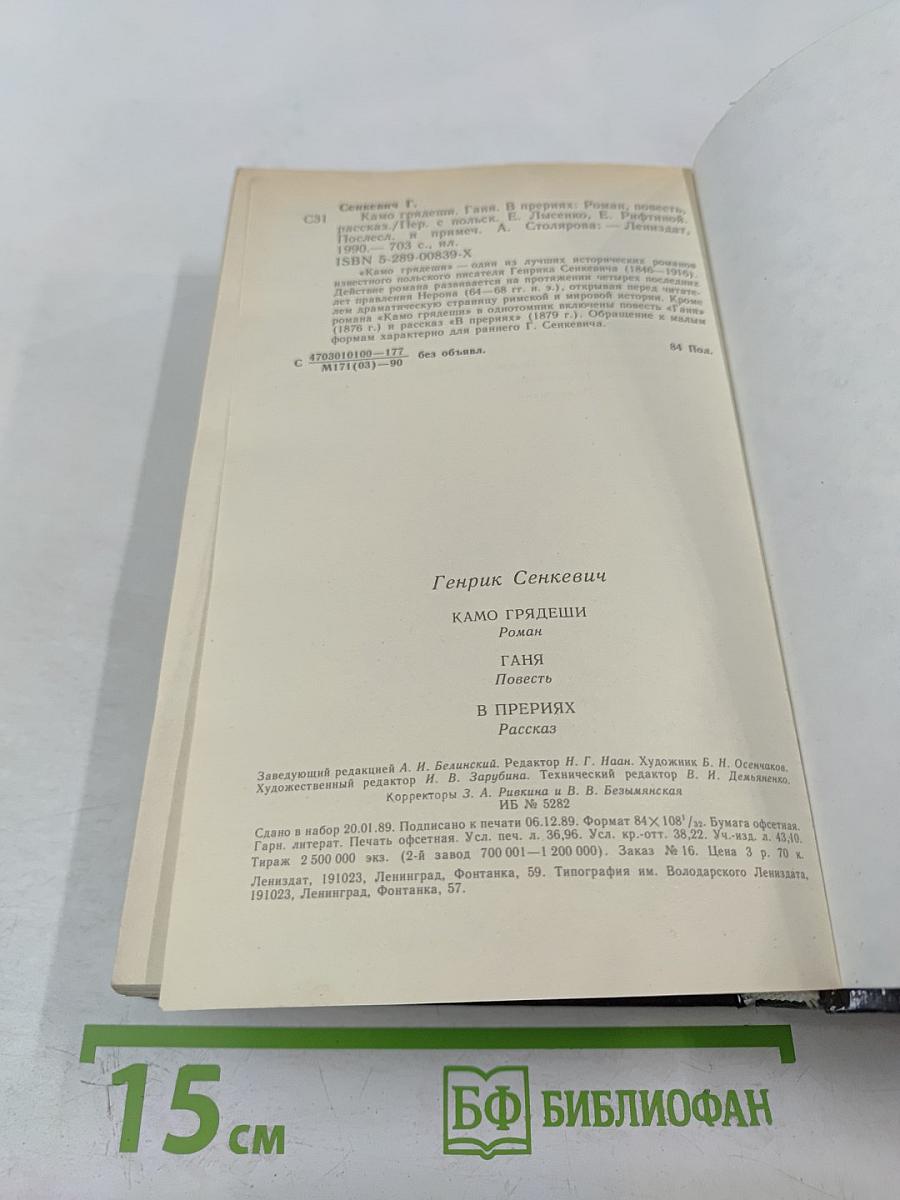 Сенкевич Г.
С31 Камо грядеши. Ганя. В прериях: Роман, повесть,
рассказ./Пер. с польск. Е. Лысенко, Е. Рифтиной.
Послесл. и примеч. А. Столярова: — Лениздат,
1990.— 703 с., ил.
ISBN 5-289-00839-X
«Камо грядеши» — один из лучших исторических романов
известного польского писателя Генрика Сенкевича (1846—1916).
Действие романа развивается на протяжении четырех последних
лет правления Нерона (64—68 гг. н. э.), открывая перед читате-
лем драматическую страницу римской и мировой истории. Кроме
романа «Камо грядеши» в однотомник включены повесть «Ганя»
(1876 г.) и рассказ «В прериях» (1879 г.). Обращение к малым
формам характерно для раннего Г. Сенкевича.
С 4703010100—177 без объявл. 84 Пол.
М171(03)—90
Генрик Сенкевич
КАМО ГРЯДЕШИ
Роман
ГАНЯ
Повесть
В ПРЕРИЯХ
Рассказ
Заведующий редакцией А. И. Белинский. Редактор Н. Г. Наан. Художник Б. Н. Осенчаков.
Художественный редактор И. В. Зарубина. Технический редактор В. И. Демьяненко.
Корректоры З. А. Ривкина и В. В. Безымянская
ИБ № 5282
Сдано в набор 20.01.89. Подписано к печати 06.12.89. Формат 84×108¹/₃₂. Бумага офсетная.
Гарн. литерат. Печать офсетная. Усл. печ. л. 36,96. Усл. кр.-отт. 38,22. Уч.-изд. л. 43,10.
Тираж 2 500 000 экз. (2-й завод 700 001—1 200 000). Заказ № 16. Цена 3 р. 70 к.
Лениздат, 191023, Ленинград, Фонтанка, 59. Типография им. Володарского Лениздата,
191023, Ленинград, Фонтанка, 57.
15 см
БФ БИБЛИОФАН